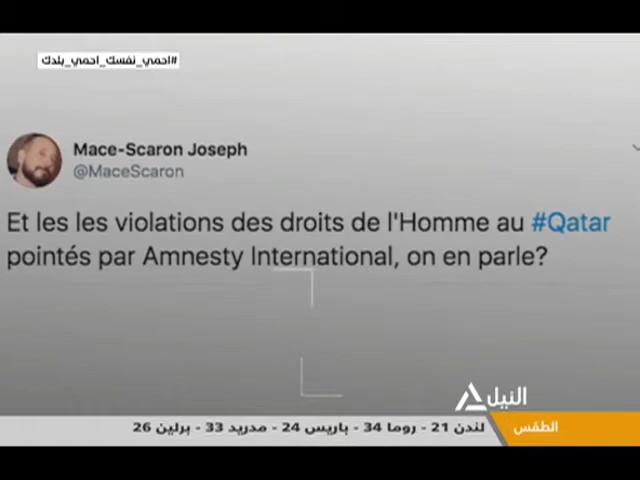 #احمي_نفسك_احمي_بلدك
Mace-Scaron Joseph
@MaceScaron
Et les les violations des droits de l'Homme au #Qatar
pointés par Amnesty International, on en parle?
النيل
الطقس
لندن 21 - روما 34 - باريس 24 - مدريد 33 - برلين 26